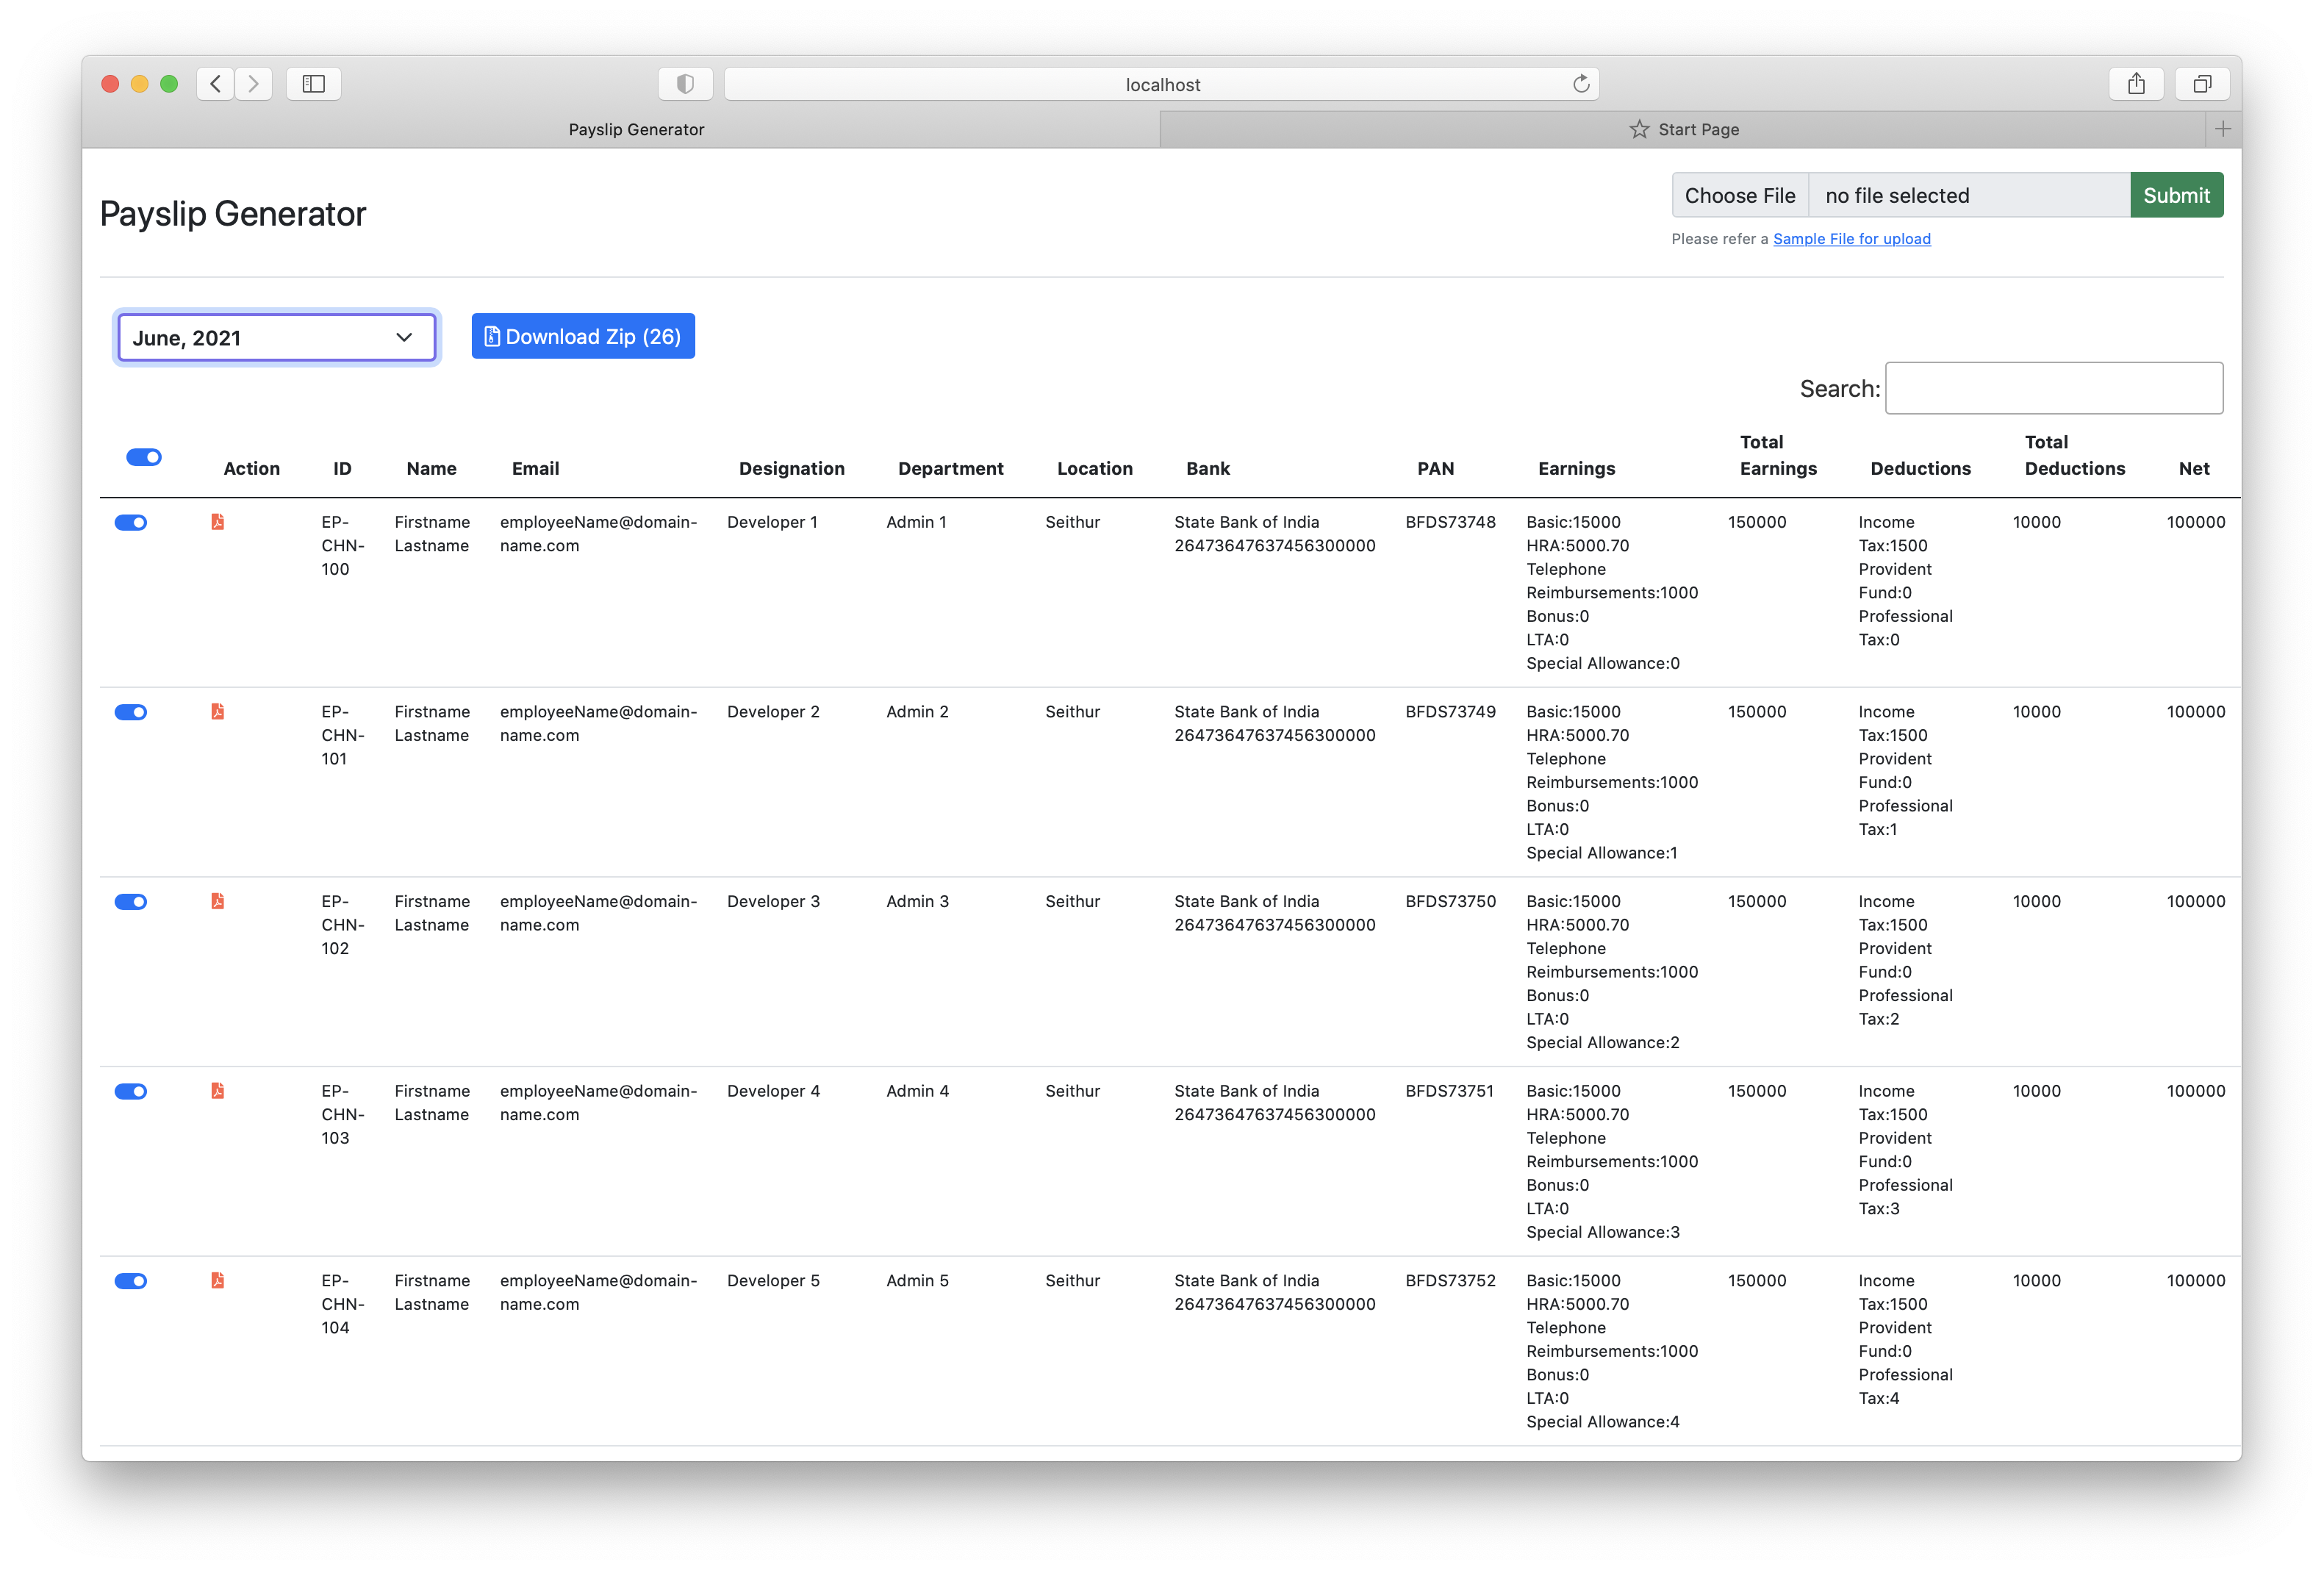 localhost
Payslip Generator
Start Page
Payslip Generator
Choose File no file selected Submit
Please refer a Sample File for upload
June, 2021
Download Zip (26)
Search:
Action ID Name Email Designation Department Location Bank PAN Earnings Total Earnings Deductions Total Deductions Net
EP-CHN-100 Firstname Lastname employeeName@domain-name.com Developer 1 Admin 1 Seithur State Bank of India 26473647637456300000 BFDS73748 Basic:15000 HRA:5000.70 Telephone Reimbursements:1000 Bonus:0 LTA:0 Special Allowance:0 150000 Income Tax:1500 Provident Fund:0 Professional Tax:0 10000 100000
EP-CHN-101 Firstname Lastname employeeName@domain-name.com Developer 2 Admin 2 Seithur State Bank of India 26473647637456300000 BFDS73749 Basic:15000 HRA:5000.70 Telephone Reimbursements:1000 Bonus:0 LTA:0 Special Allowance:1 150000 Income Tax:1500 Provident Fund:0 Professional Tax:1 10000 100000
EP-CHN-102 Firstname Lastname employeeName@domain-name.com Developer 3 Admin 3 Seithur State Bank of India 26473647637456300000 BFDS73750 Basic:15000 HRA:5000.70 Telephone Reimbursements:1000 Bonus:0 LTA:0 Special Allowance:2 150000 Income Tax:1500 Provident Fund:0 Professional Tax:2 10000 100000
EP-CHN-103 Firstname Lastname employeeName@domain-name.com Developer 4 Admin 4 Seithur State Bank of India 26473647637456300000 BFDS73751 Basic:15000 HRA:5000.70 Telephone Reimbursements:1000 Bonus:0 LTA:0 Special Allowance:3 150000 Income Tax:1500 Provident Fund:0 Professional Tax:3 10000 100000
EP-CHN-104 Firstname Lastname employeeName@domain-name.com Developer 5 Admin 5 Seithur State Bank of India 26473647637456300000 BFDS73752 Basic:15000 HRA:5000.70 Telephone Reimbursements:1000 Bonus:0 LTA:0 Special Allowance:4 150000 Income Tax:1500 Provident Fund:0 Professional Tax:4 10000 100000